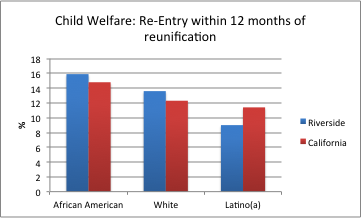 Child Welfare: Re-Entry within 12 months of
reunification
18
16
14
12
10
8
6
4
2
0
%
African American
White
Latino(a)
Riverside
California